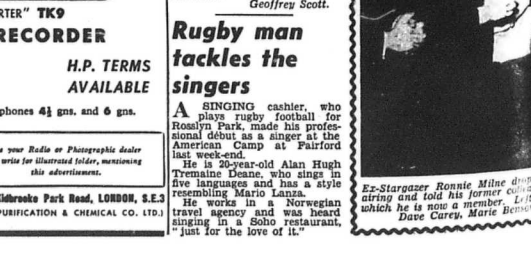 RTER" TK9
RECORDER
H.P. TERMS
AVAILABLE
phones 4½ gns. and 6 gns.
your Radio or Photographic dealer
write for illustrated folder, mentioning
this advertisement.
Kidbrooke Park Road, LONDON, S.E.3
PURIFICATION & CHEMICAL CO. LTD.)
Geoffrey Scott.
Rugby man
tackles the
singers
A SINGING cashier, who
plays rugby football for
Rosslyn Park, made his profes-
sional début as a singer at the
American Camp at Fairford
last week-end.
He is 20-year-old Alan Hugh
Tremaine Deane, who sings in
five languages and has a style
resembling Mario Lanza.
He works in a Norwegian
travel agency and was heard
singing in a Soho restaurant,
"just for the love of it."
Ex-Stargazer Ronnie Milne
airing and told his former
which he is now a member.
Dave Carey, Marie